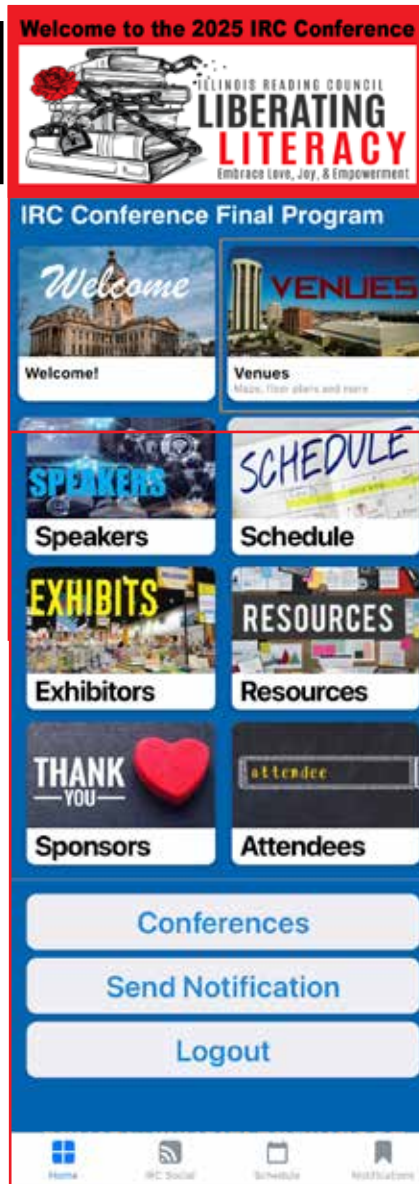 Welcome to the 2025 IRC Conference
ILLINOIS READING COUNCIL
LIBERATING
LITERACY
Embrace Love, Joy, & Empowerment
IRC Conference Final Program
Welcome
VENUES
Welcome!
Venues
Maps, floor plans and more
SPEAKERS
SCHEDULE
Speakers
Schedule
EXHIBITS
RESOURCES
Exhibitors
Resources
THANK
YOU
attendee
Sponsors
Attendees
Conferences
Send Notification
Logout
Home
IRC Social
Schedule
Notifications